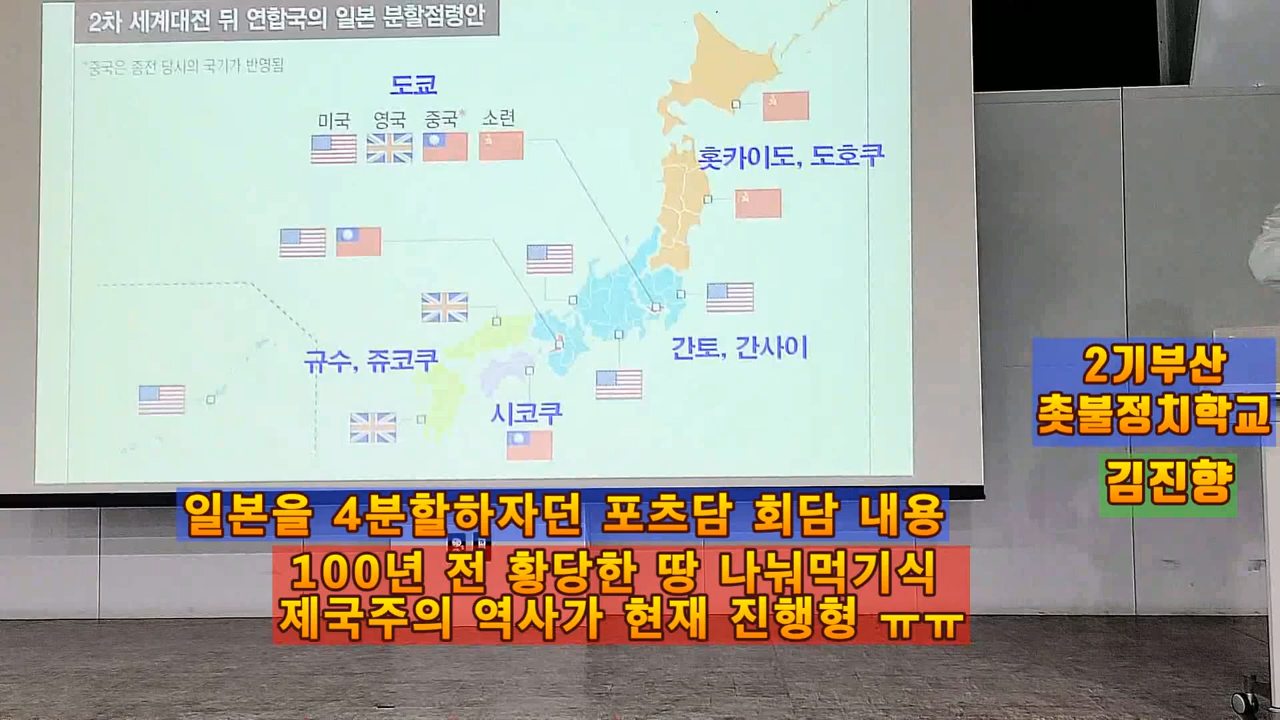 2차 세계대전 뒤 연합국의 일본 분할점령안
*중국은 종전 당시의 국기가 반영됨
도쿄
미국 영국 중국* 소련
홋카이도, 도호쿠
간토, 간사이
규수, 쥬코쿠
시코쿠
2기부산
촛불정치학교
김진향
일본을 4분할하자던 포츠담 회담 내용
100년 전 황당한 땅 나눠먹기식
제국주의 역사가 현재 진행형 ㅠㅠ